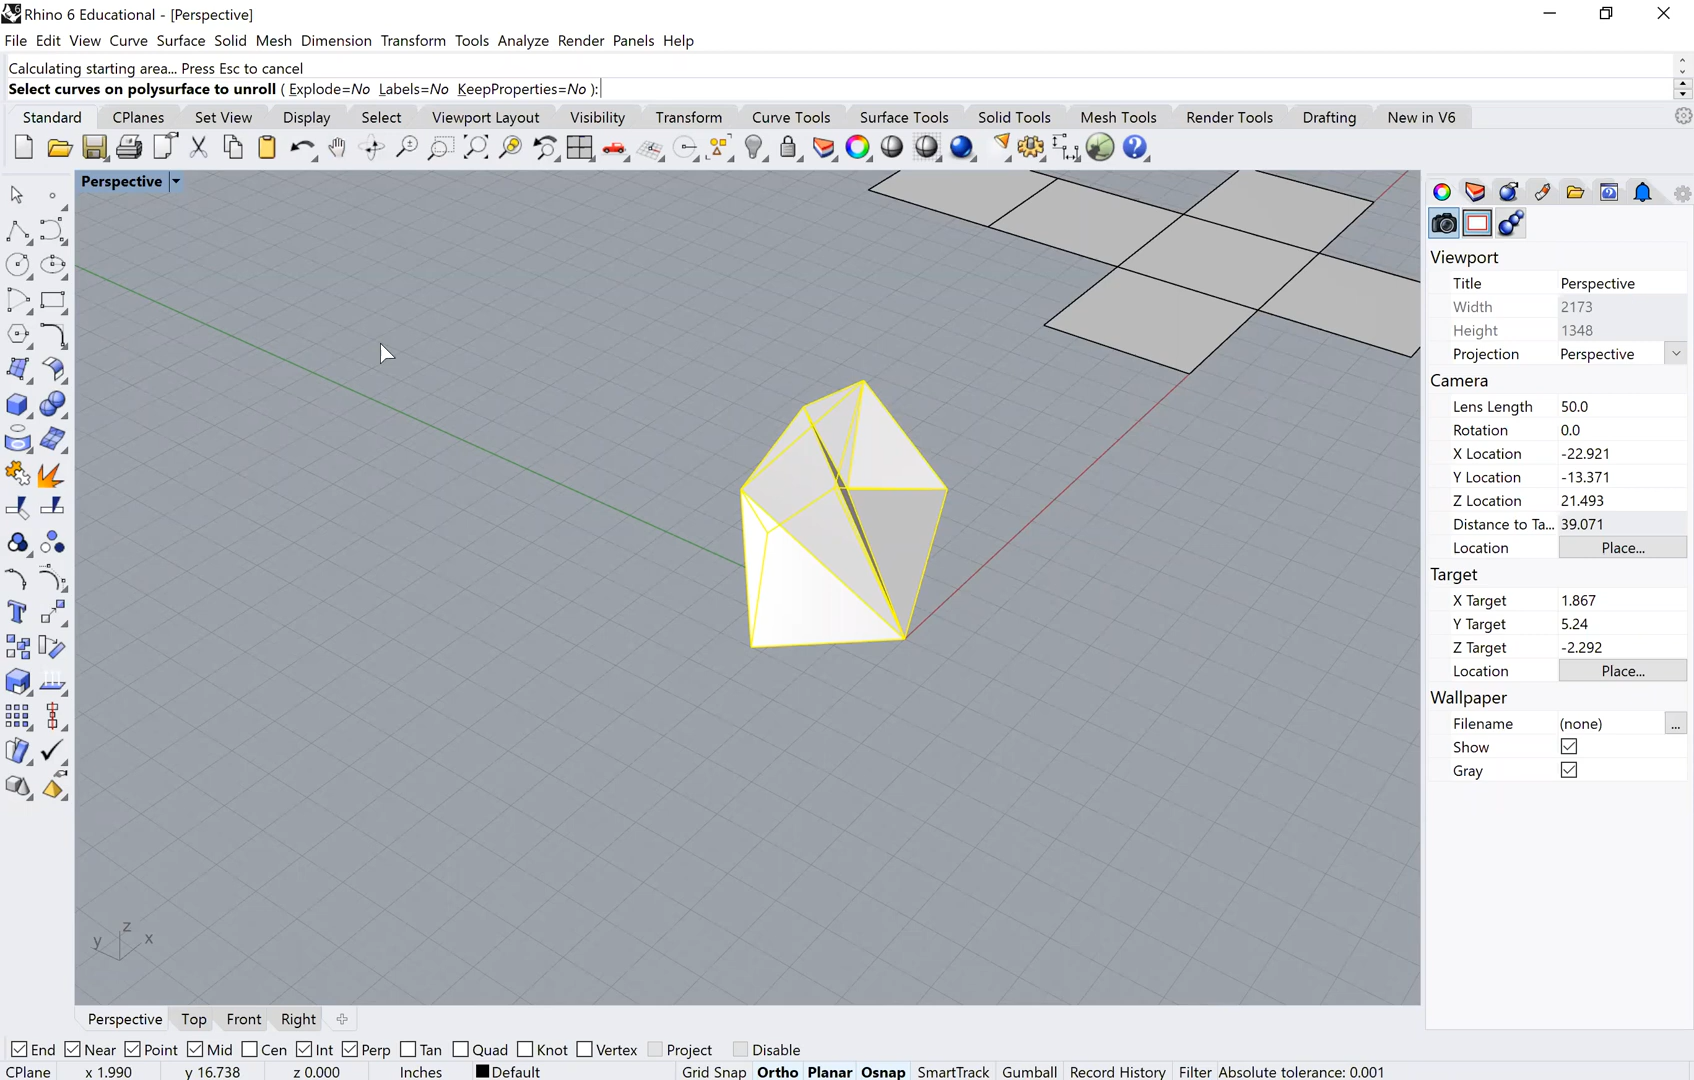 Rhino 6 Educational - [Perspective]
File Edit View Curve Surface Solid Mesh Dimension Transform Tools Analyze Render Panels Help
Calculating starting area... Press Esc to cancel
Select curves on polysurface to unroll ( Explode=No Labels=No KeepProperties=No ):
Standard CPlanes Set View Display Select Viewport Layout Visibility Transform Curve Tools Surface Tools Solid Tools Mesh Tools Render Tools Drafting New in V6
Perspective
Viewport
Title Perspective
Width 2173
Height 1348
Projection Perspective
Camera
Lens Length 50.0
Rotation 0.0
X Location -22.921
Y Location -13.371
Z Location 21.493
Distance to Ta... 39.071
Location Place...
Target
X Target 1.867
Y Target 5.24
Z Target -2.292
Location Place...
Wallpaper
Filename (none) ...
Show
Gray
z
y x
Perspective Top Front Right
End Near Point Mid Cen Int Perp Tan Quad Knot Vertex Project Disable
CPlane x 1.990 y 16.738 z 0.000 Inches Default Grid Snap Ortho Planar Osnap SmartTrack Gumball Record History Filter Absolute tolerance: 0.001